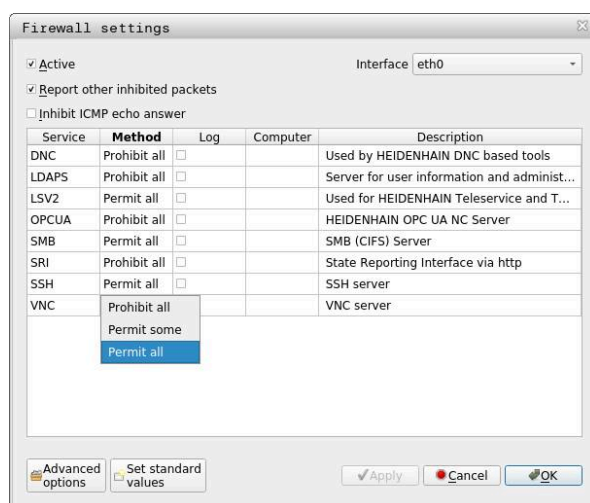 Firewall settings
Active
Interface eth0
Report other inhibited packets
Inhibit ICMP echo answer
Service Method Log Computer Description
DNC Prohibit all Used by HEIDENHAIN DNC based tools
LDAPS Prohibit all Server for user information and administ...
LSV2 Permit all Used for HEIDENHAIN Teleservice and T...
OPCUA Prohibit all HEIDENHAIN OPC UA NC Server
SMB Permit all SMB (CIFS) Server
SRI Prohibit all State Reporting Interface via http
SSH Permit all SSH server
VNC Prohibit all VNC server
Permit some
Permit all
Advanced options
Set standard values
Apply
Cancel
OK